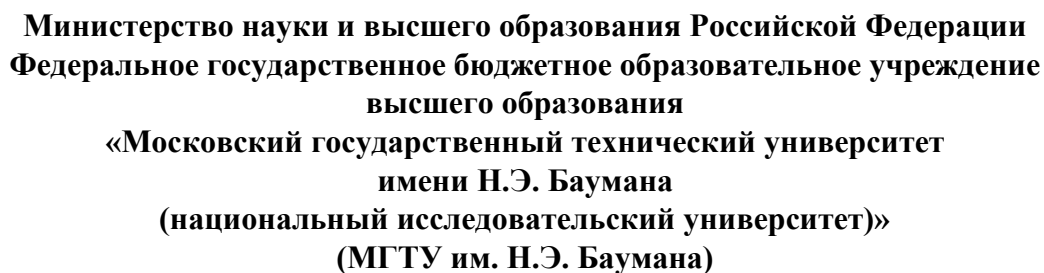 Министерство науки и высшего образования Российской Федерации
Федеральное государственное бюджетное образовательное учреждение
высшего образования
«Московский государственный технический университет
имени Н.Э. Баумана
(национальный исследовательский университет)»
(МГТУ им. Н.Э. Баумана)